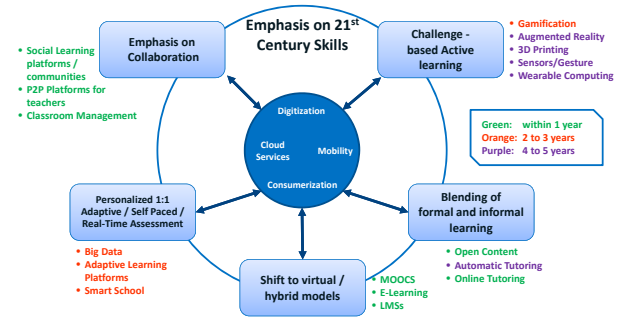 Emphasis on 21st
Century Skills
Emphasis on
Collaboration
• Social Learning
platforms /
communities
• P2P Platforms for
teachers
• Classroom Management
Challenge -
based Active
learning
• Gamification
• Augmented Reality
• 3D Printing
• Sensors/Gesture
• Wearable Computing
Digitization
Cloud
Services
Mobility
Consumerization
Green: within 1 year
Orange: 2 to 3 years
Purple: 4 to 5 years
Personalized 1:1
Adaptive / Self Paced /
Real-Time Assessment
• Big Data
• Adaptive Learning
Platforms
• Smart School
Shift to virtual /
hybrid models
• MOOCS
• E-Learning
• LMSs
Blending of
formal and informal
learning
• Open Content
• Automatic Tutoring
• Online Tutoring